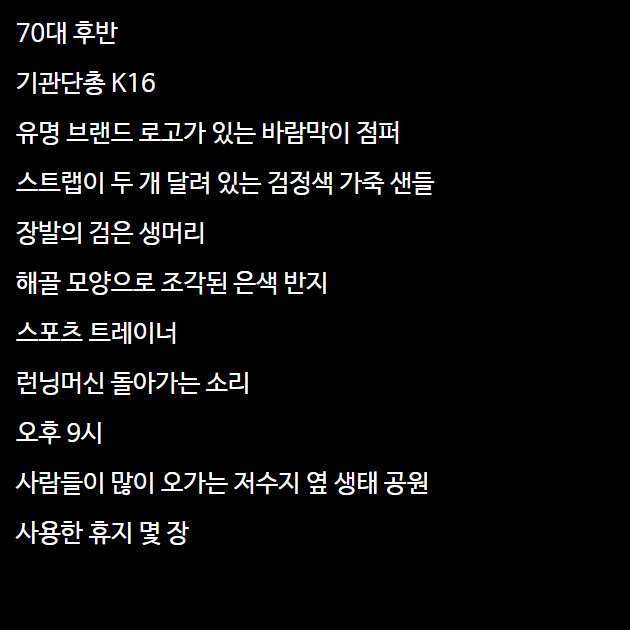 70대 후반
기관단총 K16
유명 브랜드 로고가 있는 바람막이 점퍼
스트랩이 두 개 달려 있는 검정색 가죽 샌들
장발의 검은 생머리
해골 모양으로 조각된 은색 반지
스포츠 트레이너
런닝머신 돌아가는 소리
오후 9시
사람들이 많이 오가는 저수지 옆 생태 공원
사용한 휴지 몇 장